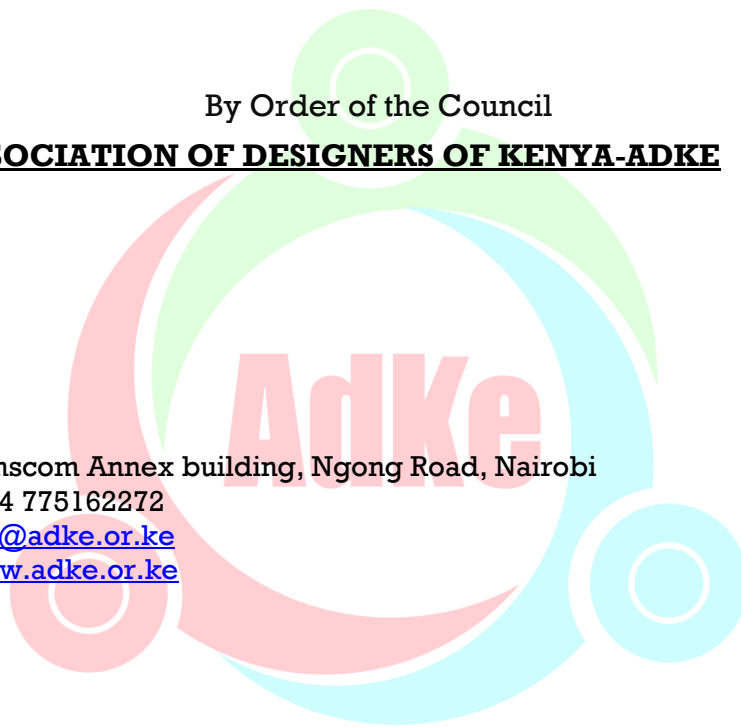 By Order of the Council
SOCIATION OF DESIGNERS OF KENYA-ADKE
AdKe
nscom Annex building, Ngong Road, Nairobi
4 775162272
@adke.or.ke
w.adke.or.ke